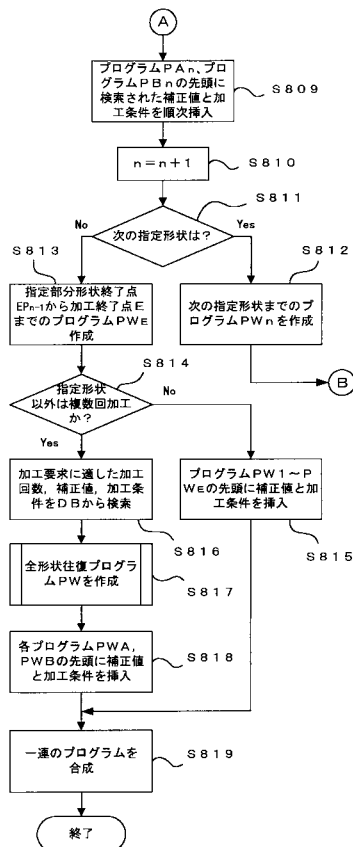 A
プログラムPAn、プロ
グラムPBnの先頭に
検索された補正値と加
工条件を順次挿入
S809
n=n+1
S810
S811
No
次の指定形状は?
Yes
S813
指定部分形状終了点
EPn-1から加工終了点E
までのプログラムPWE
作成
S812
次の指定形状までのプ
ログラムPWnを作成
B
S814
指定形状
以外は複数回加工
か?
No
Yes
加工要求に適した加工
回数,補正値,加工条
件をDBから検索
S816
プログラムPW1~P
WEの先頭に補正値と加
工条件を挿入
S815
全形状往復プログラ
ムPWを作成
S817
各プログラムPWA,
PWBの先頭に補正値
と加工条件を挿入
S818
一連のプログラムを
合成
S819
終了